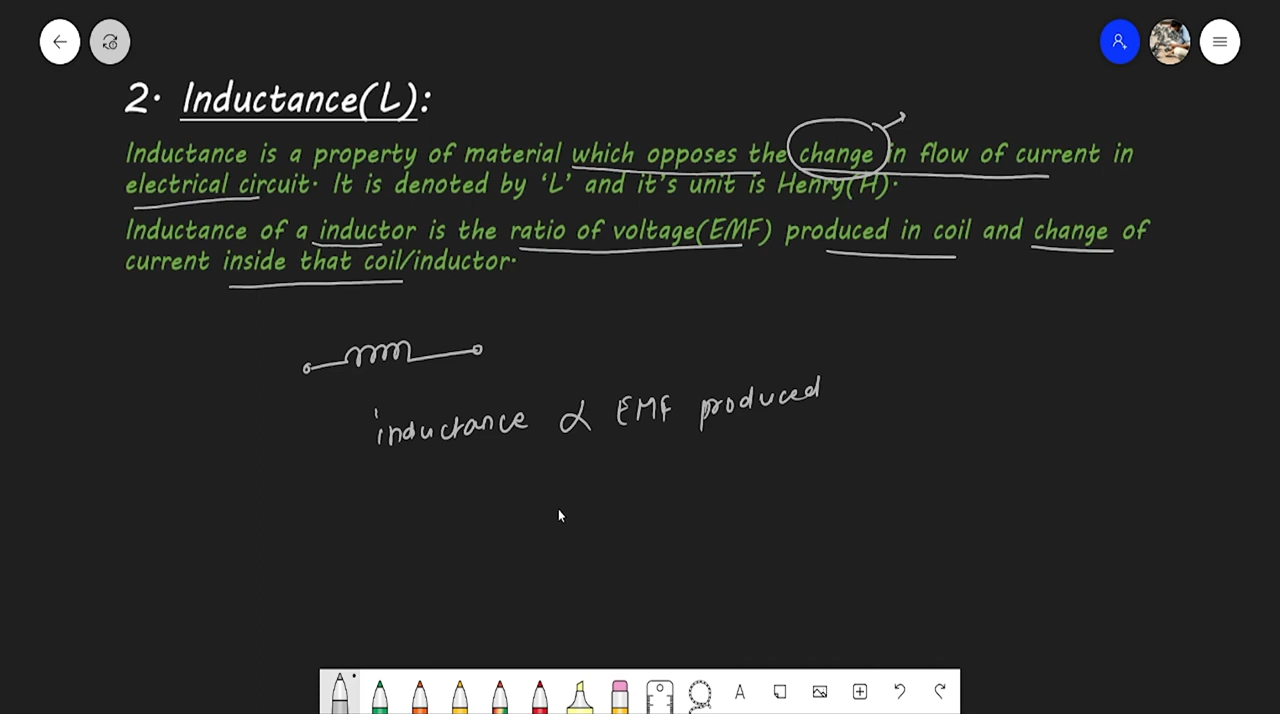 2. Inductance(L):
Inductance is a property of material which opposes the change in flow of current in
electrical circuit. It is denoted by ‘L’ and it’s unit is Henry(H).
Inductance of a inductor is the ratio of voltage(EMF) produced in coil and change of
current inside that coil/inductor.
inductance ∝ EMF produced
A